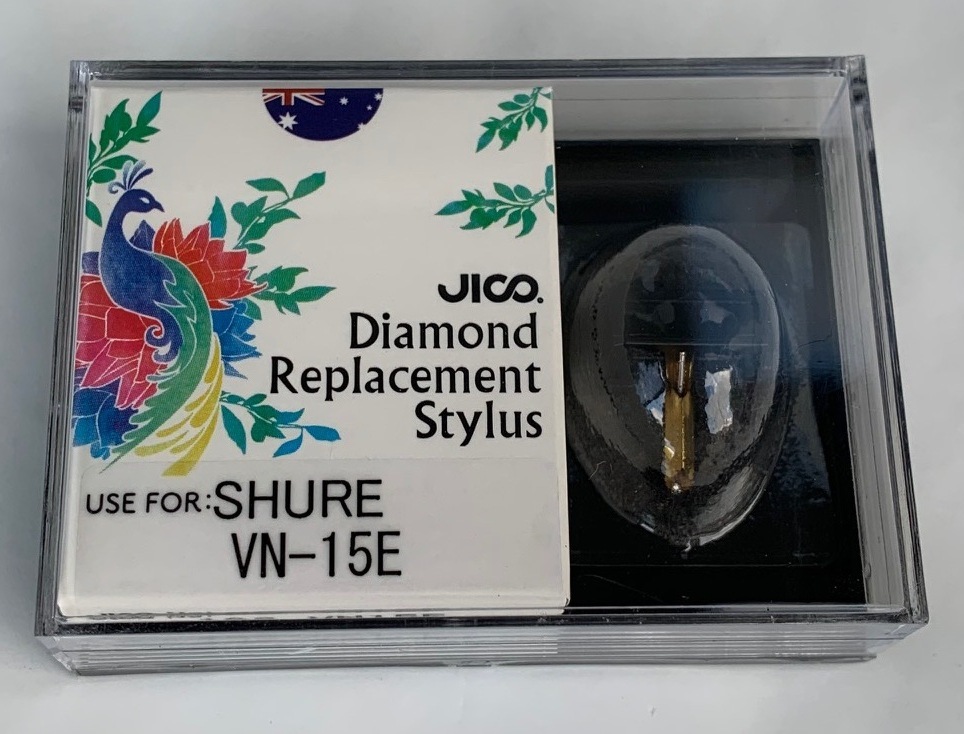 JICO.
Diamond
Replacement
Stylus
USE FOR:SHURE
VN-15E